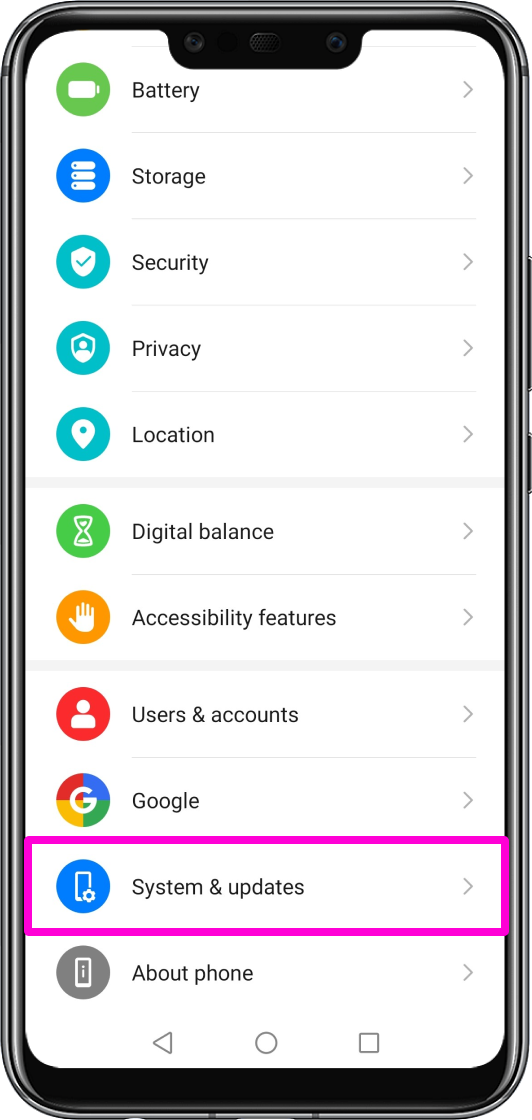 Battery
Storage
Security
Privacy
Location
Digital balance
Accessibility features
Users & accounts
Google
System & updates
About phone